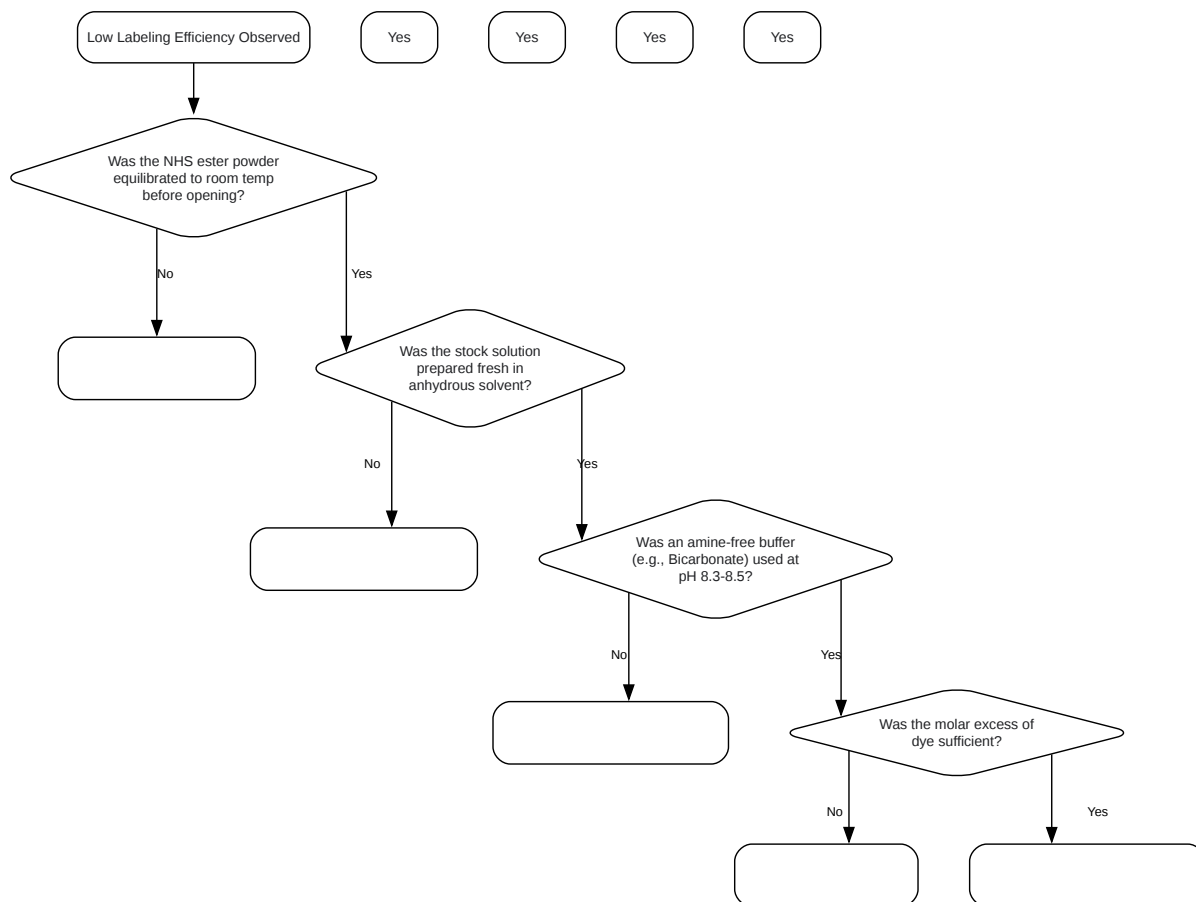 Low Labeling Efficiency Observed
Yes
Yes
Yes
Yes
Was the NHS ester powder
equilibrated to room temp
before opening?
No
Yes
Was the stock solution
prepared fresh in
anhydrous solvent?
No
Yes
Was an amine-free buffer
(e.g., Bicarbonate) used at
pH 8.3-8.5?
No
Yes
Was the molar excess of
dye sufficient?
No
Yes